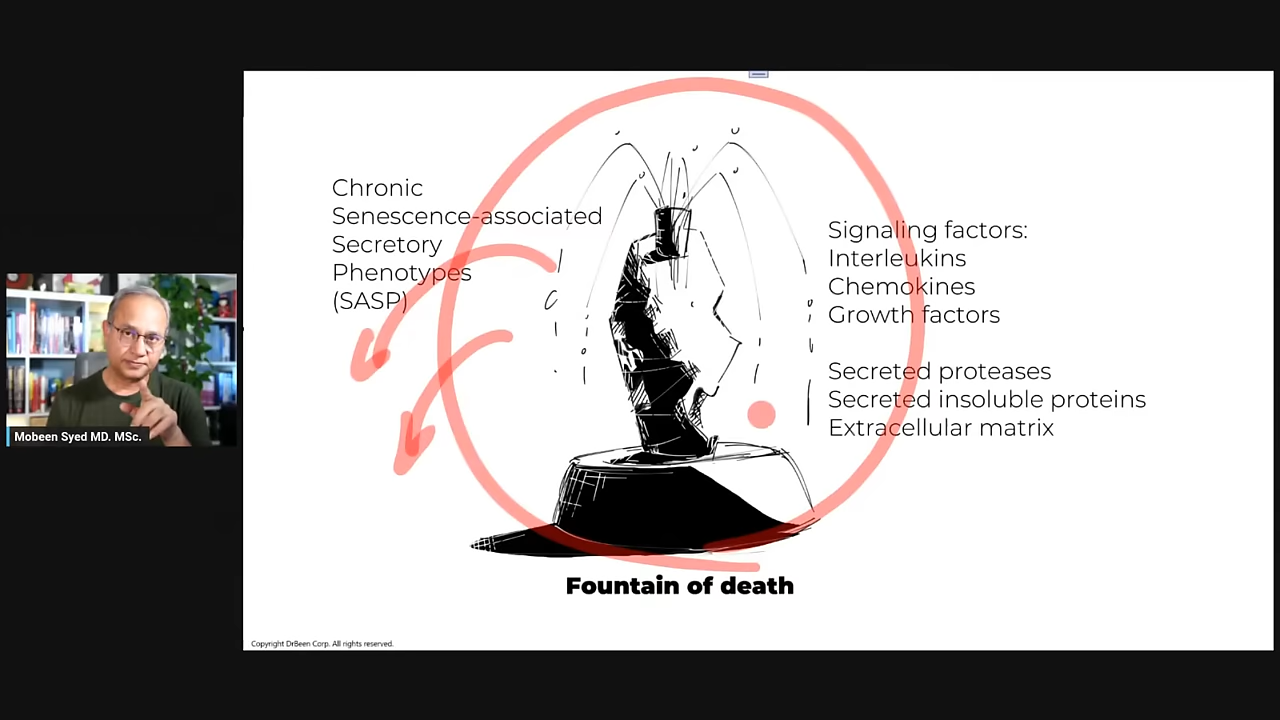 Chronic
Senescence-associated
Secretory
Phenotypes
(SASP)
Signaling factors:
Interleukins
Chemokines
Growth factors
Secreted proteases
Secreted insoluble proteins
Extracellular matrix
Mobeen Syed MD. MSc.
Fountain of death
Copyright DrBeen Corp. All rights reserved.